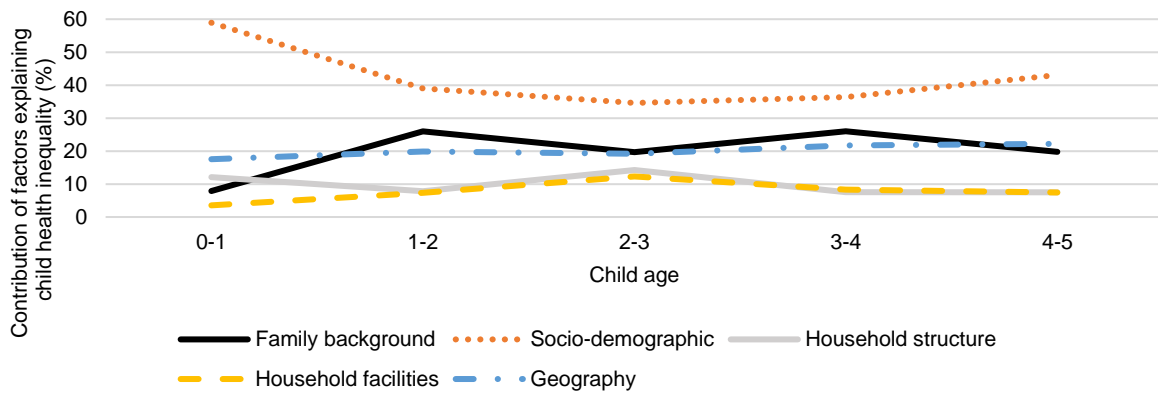 Contribution of factors explaining
child health inequality (%)
60
50
40
30
20
10
0
0-1 1-2 2-3 3-4 4-5
Child age
Family background Socio-demographic Household structure
Household facilities Geography